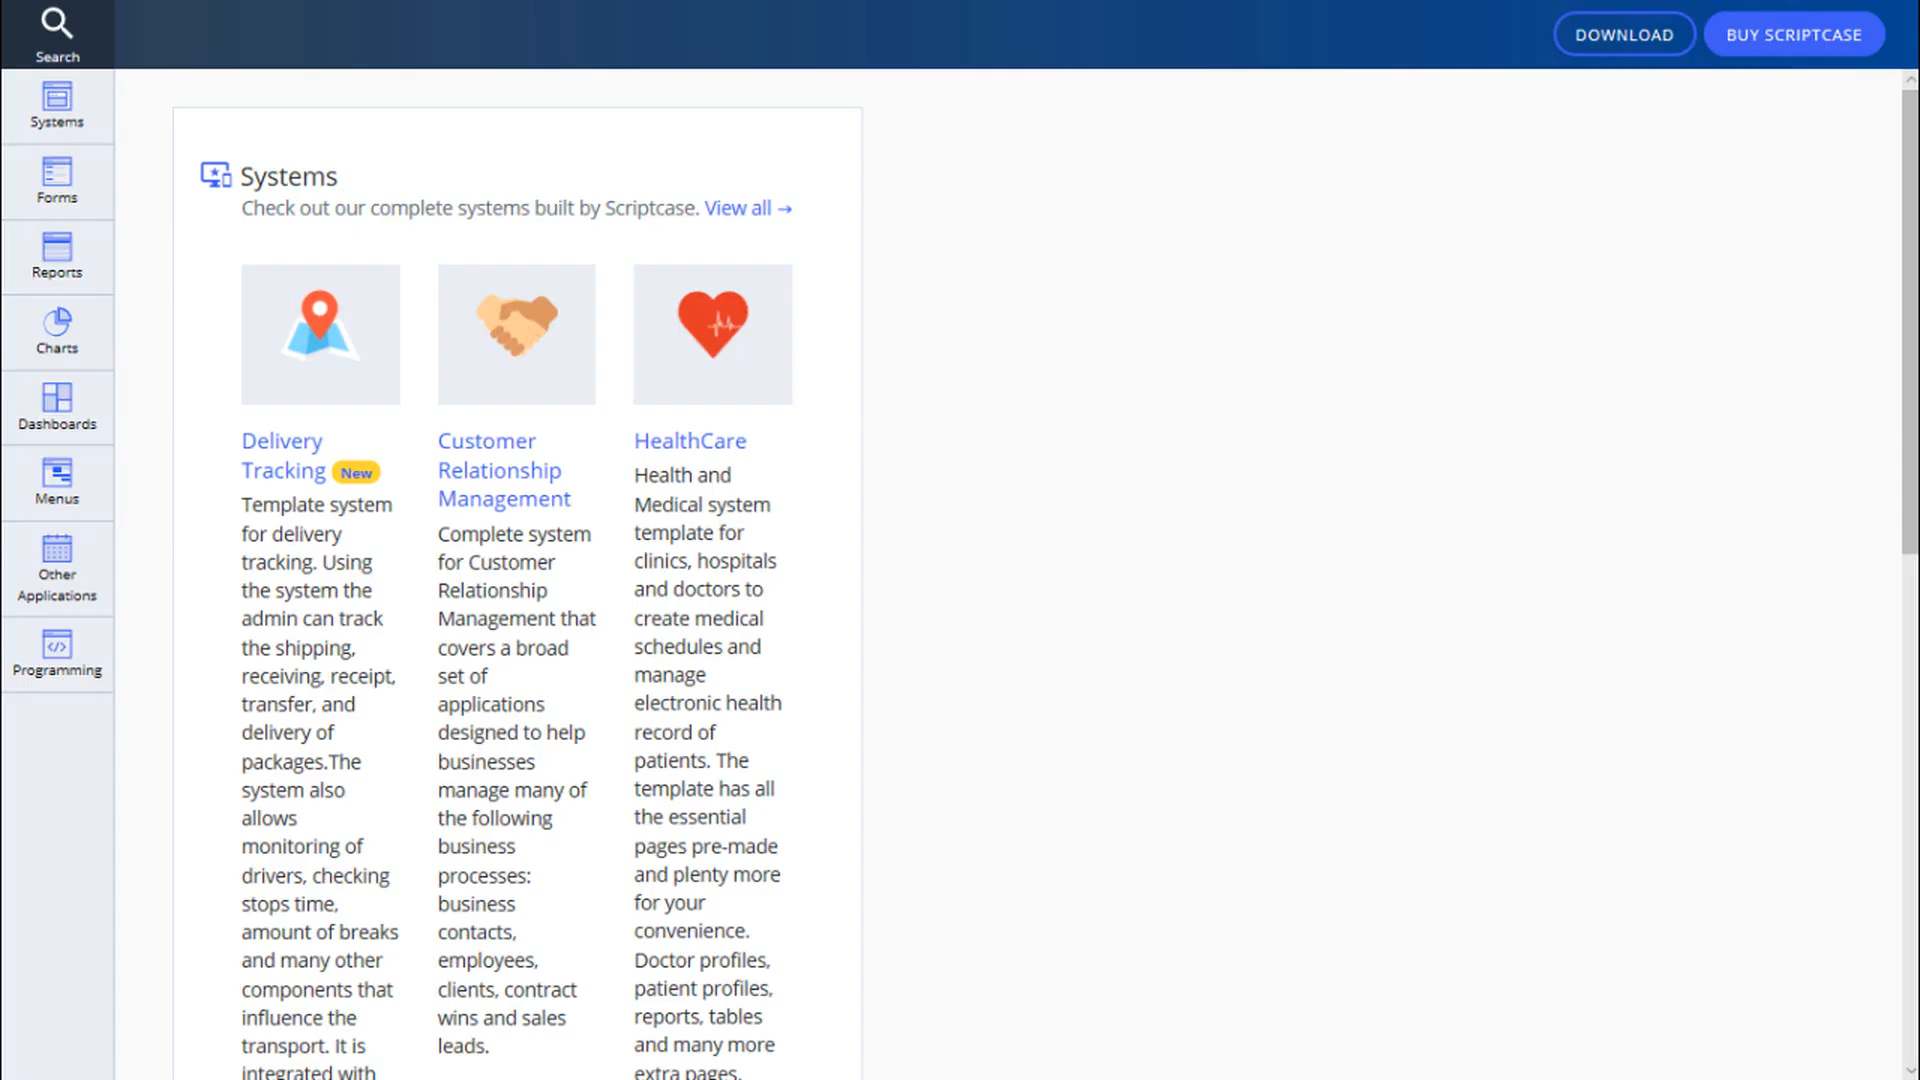 Search
DOWNLOAD
BUY SCRIPTCASE
Systems
Forms
Reports
Charts
Dashboards
Menus
Other
Applications
Programming
Systems
Check out our complete systems built by Scriptcase. View all →
Delivery
Tracking New
Template system
for delivery
tracking. Using
the system the
admin can track
the shipping,
receiving, receipt,
transfer, and
delivery of
packages.The
system also
allows
monitoring of
drivers, checking
stops time,
amount of breaks
and many other
components that
influence the
transport. It is
integrated with
Customer
Relationship
Management
Complete system
for Customer
Relationship
Management that
covers a broad
set of
applications
designed to help
businesses
manage many of
the following
business
processes:
business
contacts,
employees,
clients, contract
wins and sales
leads.
HealthCare
Health and
Medical system
template for
clinics, hospitals
and doctors to
create medical
schedules and
manage
electronic health
record of
patients. The
template has all
the essential
pages pre-made
and plenty more
for your
convenience.
Doctor profiles,
patient profiles,
reports, tables
and many more
extra pages.